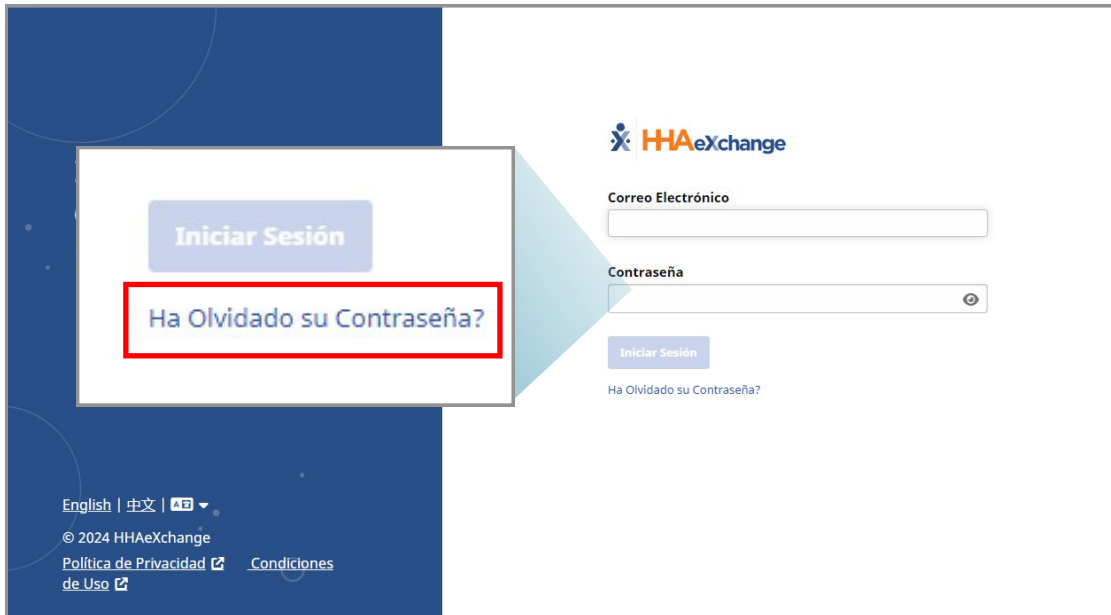 HHAeXchange
Correo Electrónico
Contraseña
Iniciar Sesión
Ha Olvidado su Contraseña?
Iniciar Sesión
Ha Olvidado su Contraseña?
English | 中文 |
© 2024 HHAeXchange
Política de Privacidad Condiciones
de Uso